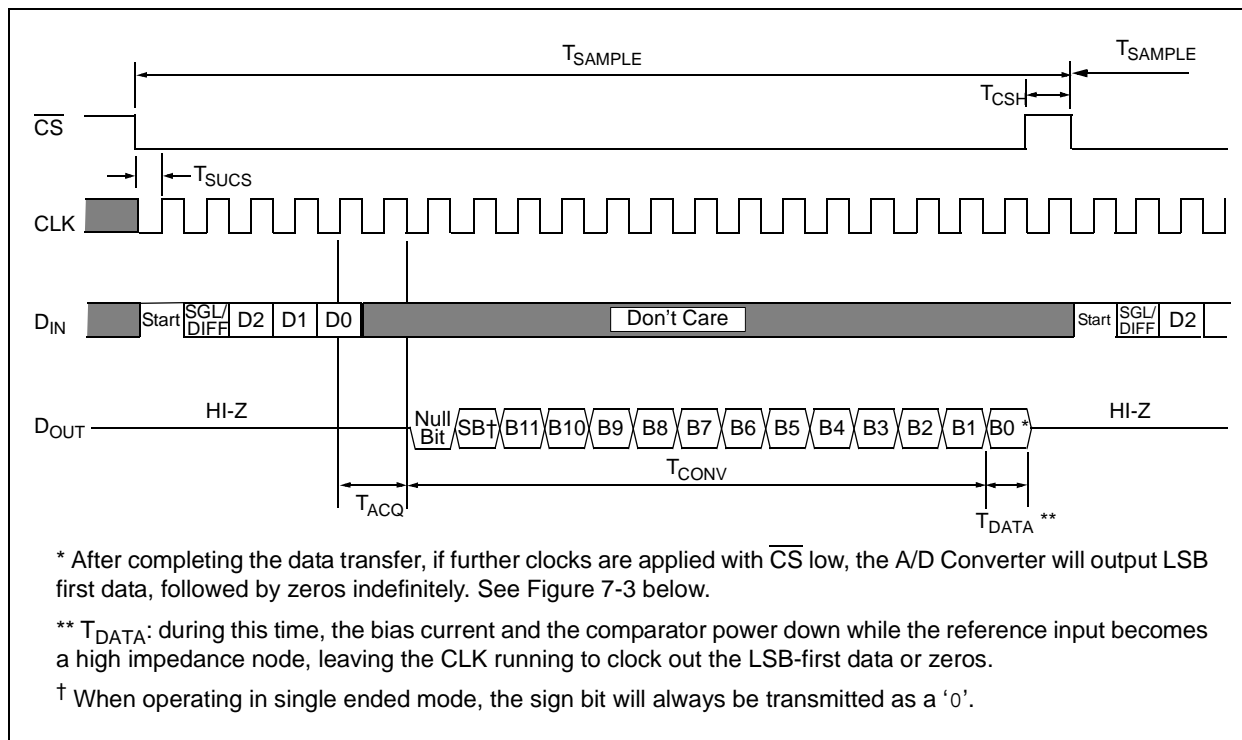 TSAMPLE TSAMPLE
TCSH
CS
TSUCS
CLK
DIN Start SGL/DIFF D2 D1 D0 Don't Care Start SGL/DIFF D2
HI-Z HI-Z
DOUT Null Bit SB† B11 B10 B9 B8 B7 B6 B5 B4 B3 B2 B1 B0 *
TCONV
TACQ
TDATA **
* After completing the data transfer, if further clocks are applied with CS low, the A/D Converter will output LSB
first data, followed by zeros indefinitely. See Figure 7-3 below.
** TDATA: during this time, the bias current and the comparator power down while the reference input becomes
a high impedance node, leaving the CLK running to clock out the LSB-first data or zeros.
† When operating in single ended mode, the sign bit will always be transmitted as a ‘0’.